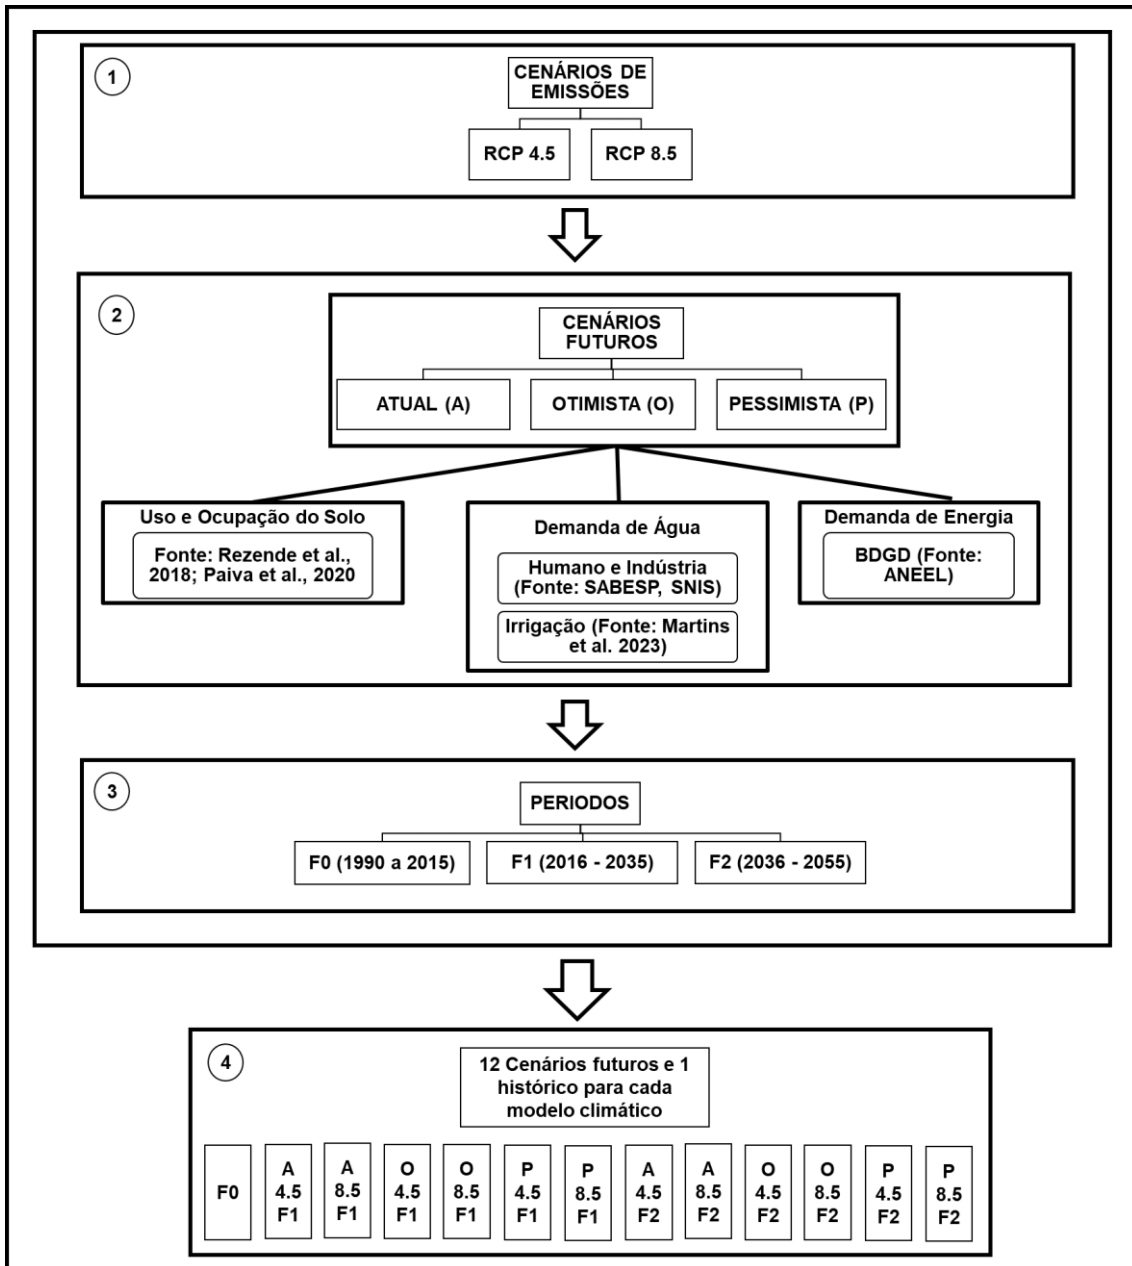 1
CENÁRIOS DE
EMISSÕES
RCP 4.5
RCP 8.5
2
CENÁRIOS
FUTUROS
ATUAL (A)
OTIMISTA (O)
PESSIMISTA (P)
Uso e Ocupação do Solo
Fonte: Rezende et al.,
2018; Paiva et al., 2020
Demanda de Água
Humano e Indústria
(Fonte: SABESP, SNIS)
Irrigação (Fonte: Martins
et al. 2023)
Demanda de Energia
BDGD (Fonte:
ANEEL)
3
PERIODOS
F0 (1990 a 2015)
F1 (2016 - 2035)
F2 (2036 - 2055)
4
12 Cenários futuros e 1
histórico para cada
modelo climático
F0
A
4.5
F1
A
8.5
F1
O
4.5
F1
O
8.5
F1
P
4.5
F1
P
8.5
F1
A
4.5
F2
A
8.5
F2
O
4.5
F2
O
8.5
F2
P
4.5
F2
P
8.5
F2